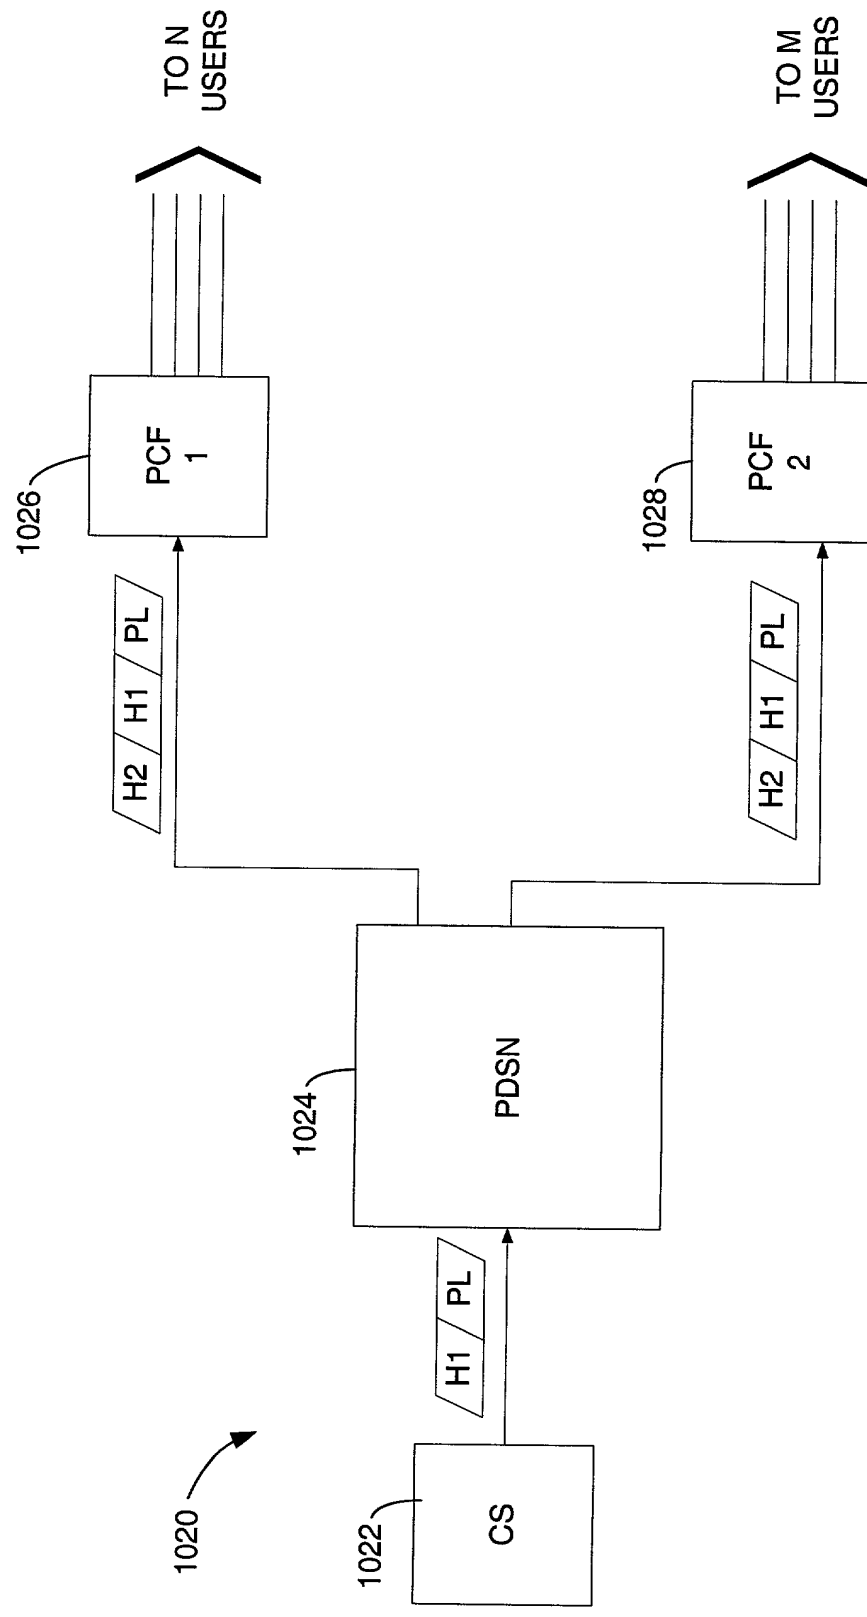 1020
1022
CS
H1 PL
1024
PDSN
H2 H1 PL
1026
PCF
1
TO N
USERS
H2 H1 PL
1028
PCF
2
TO M
USERS